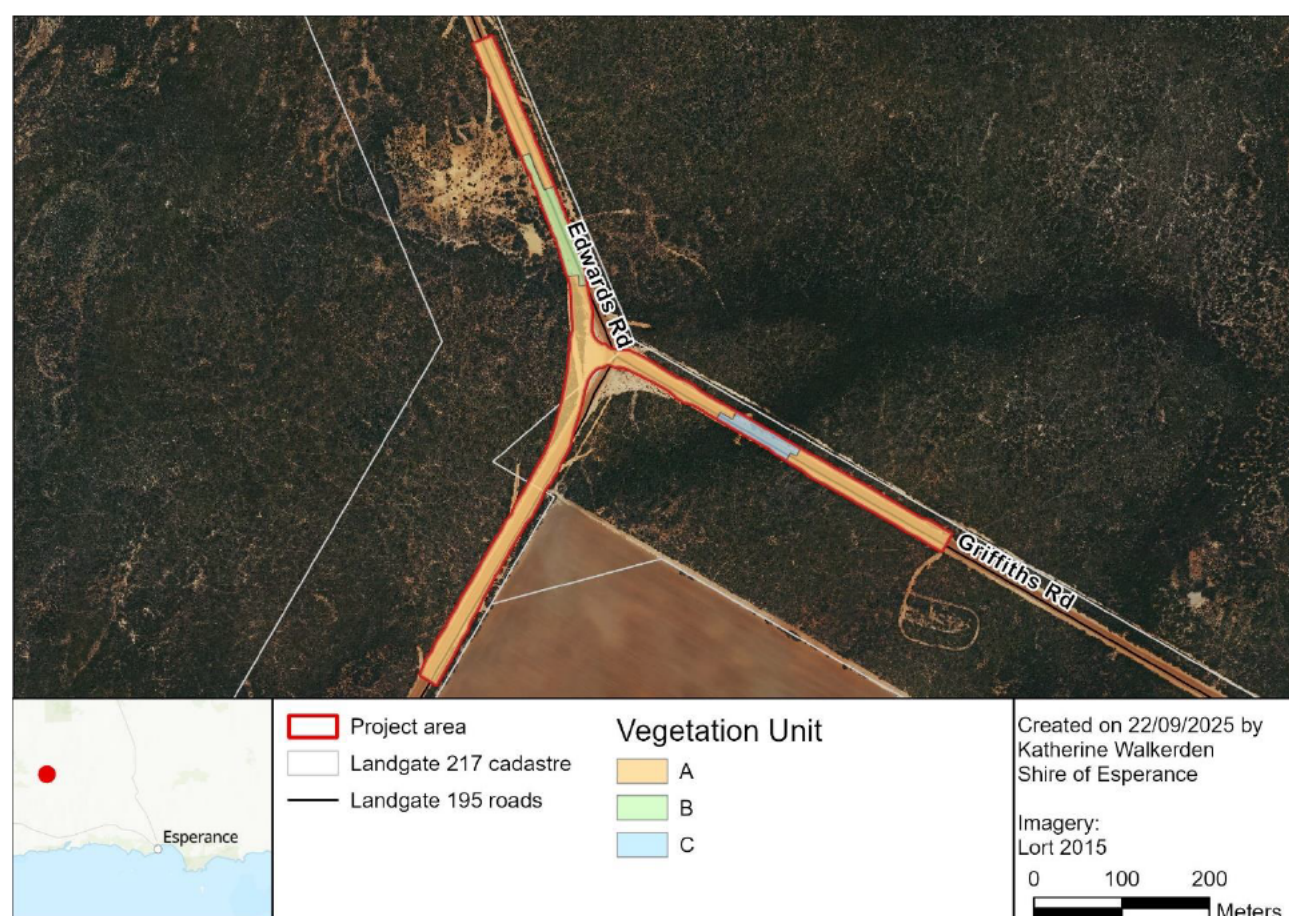 Edwards Rd
Griffiths Rd
Esperance
Project area
Landgate 217 cadastre
Landgate 195 roads
Vegetation Unit
A
B
C
Created on 22/09/2025 by
Katherine Walkerden
Shire of Esperance
Imagery:
Lort 2015
0 100 200
Meters